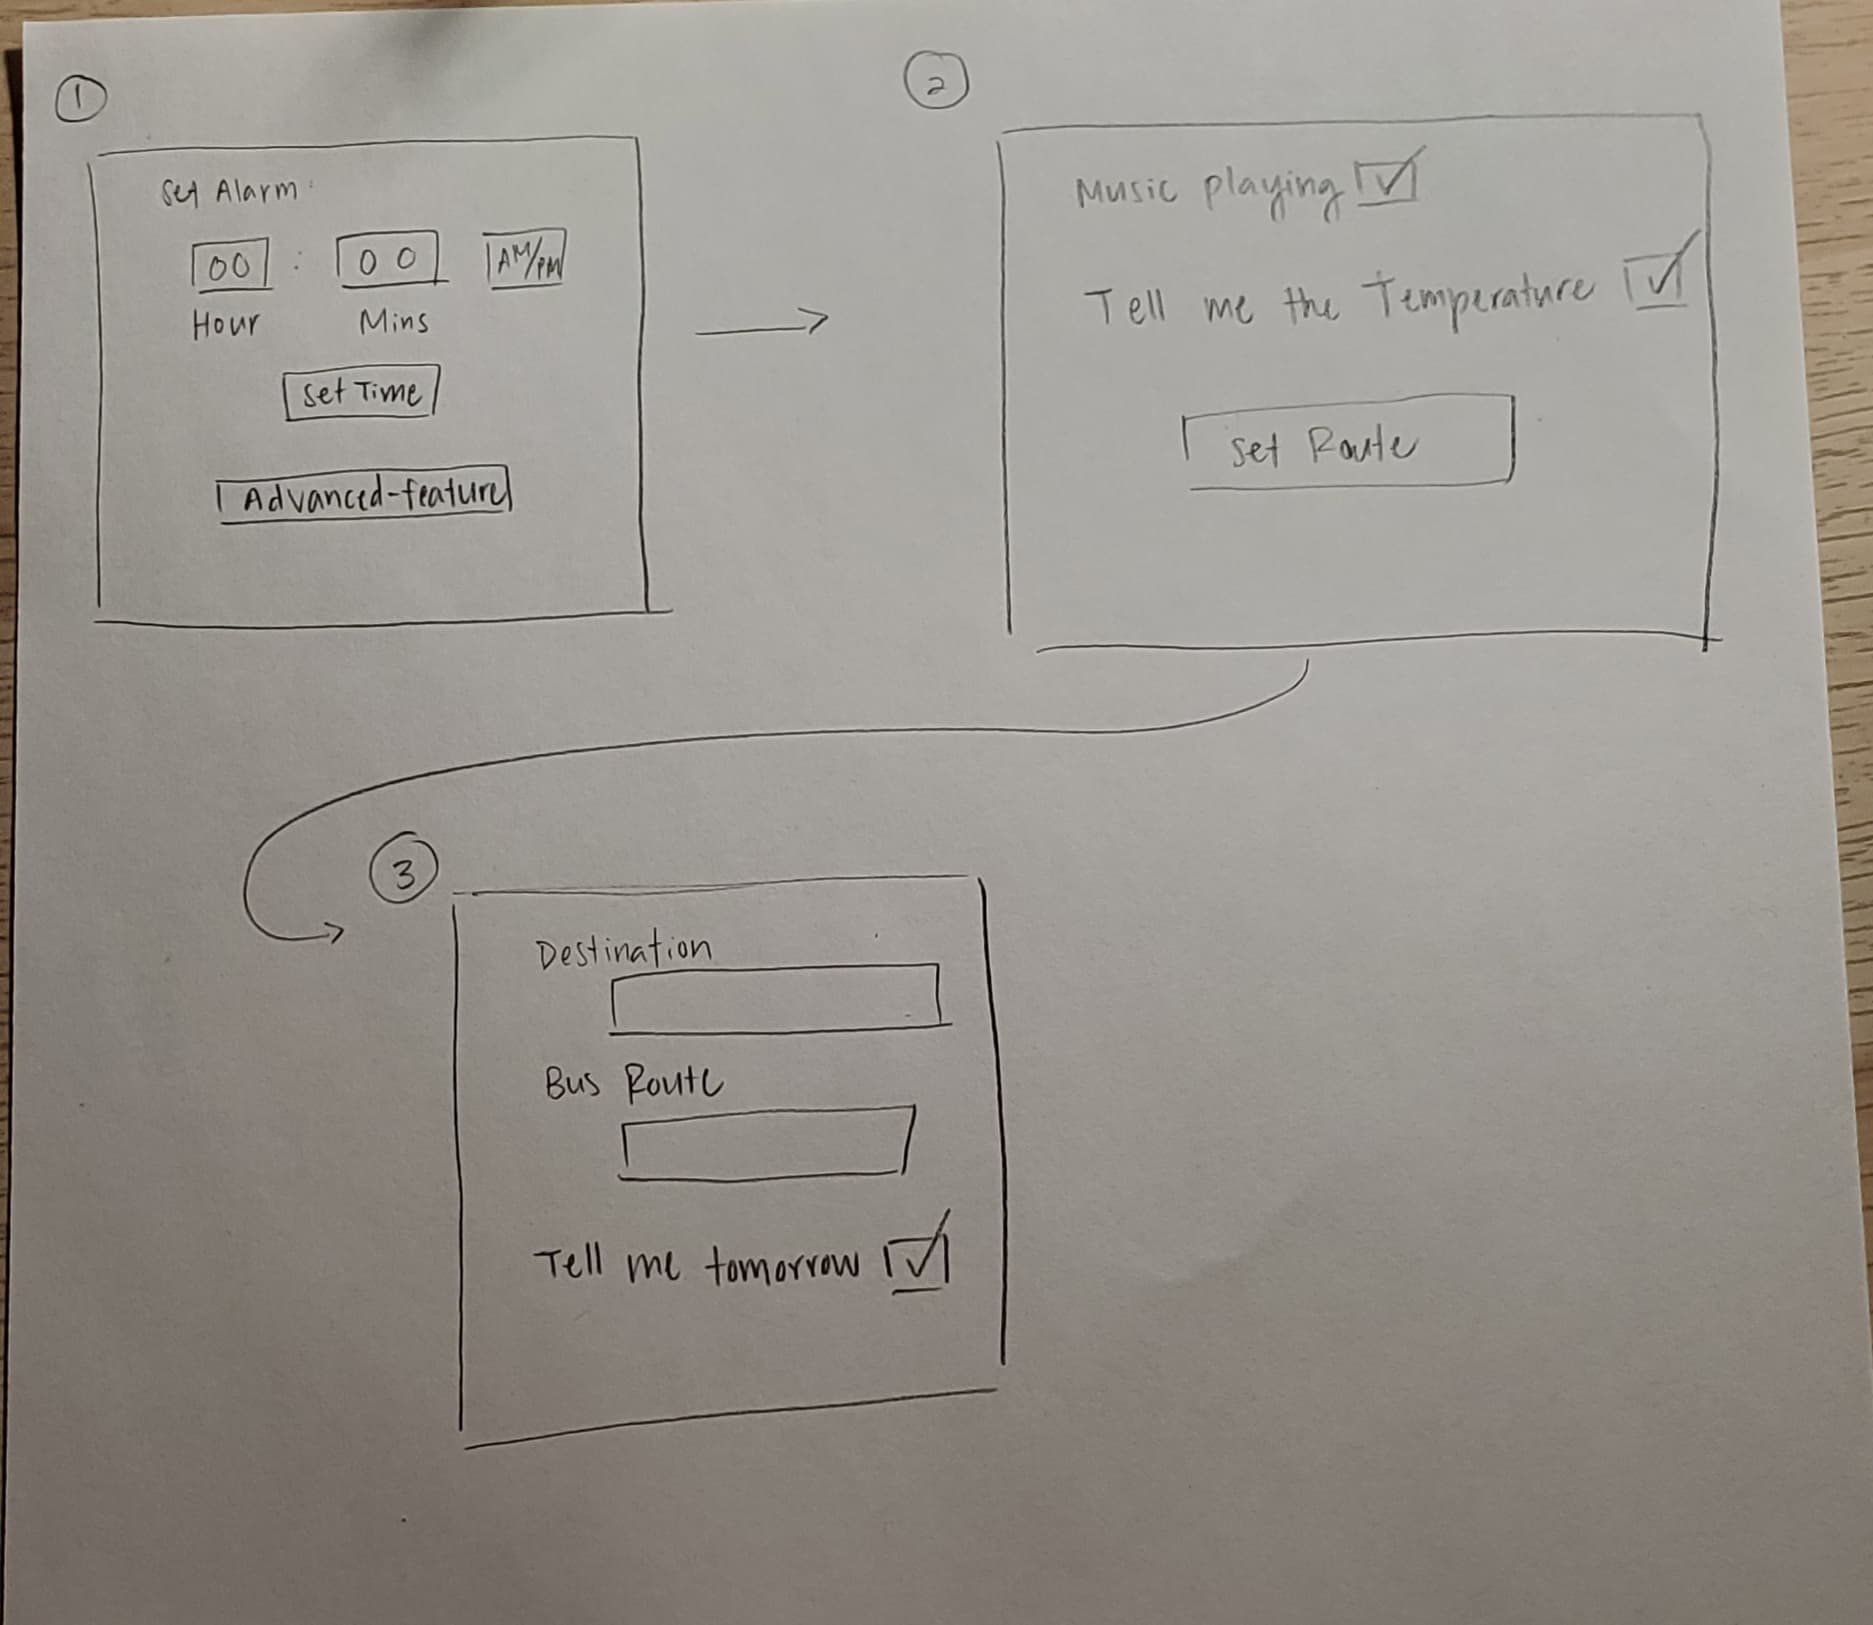 1
Set Alarm:
00 : 00 AM/PM
Hour Mins
Set Time
Advanced-feature
2
Music playing
Tell me the Temperature
Set Route
3
Destination
Bus Route
Tell me tomorrow